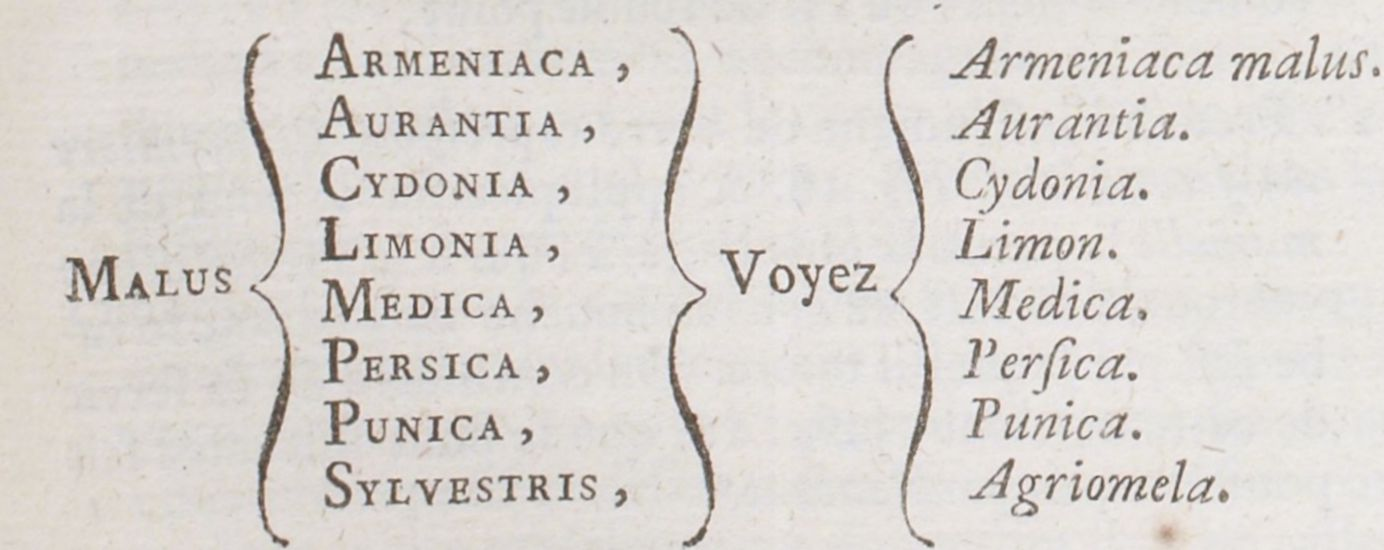 MALUS
ARMENIACA ,
AURANTIA ,
CYDONIA ,
LIMONIA ,
MEDICA ,
PERSICA ,
PUNICA ,
SYLVESTRIS ,
Voyez
Armeniaca malus.
Aurantia.
Cydonia.
Limon.
Medica.
Perſica.
Punica.
Agriomela.